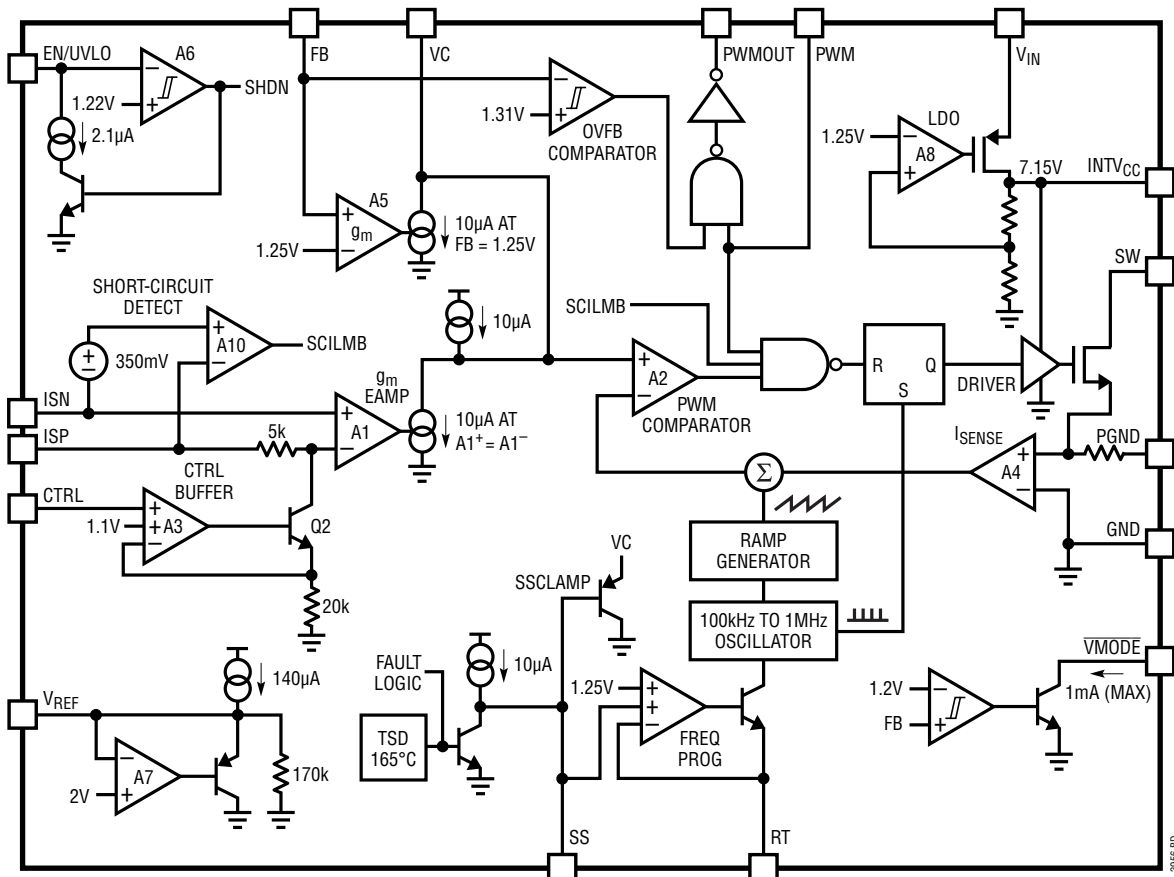 EN/UVLO
A6
FB
VC
PWMOUT
PWM
VIN
−
1.22V
+
SHDN
2.1µA
−
1.31V
+
OVFB
COMPARATOR
LDO
1.25V
−
A8
+
7.15V
INTVCC
A5
+
gm
1.25V
−
10µA AT
FB = 1.25V
SW
SHORT-CIRCUIT
DETECT
+
−
350mV
+
A10
−
SCILMB
10µA
SCILMB
+
A2
−
PWM
COMPARATOR
R
Q
S
DRIVER
ISN
ISP
gm
EAMP
5k
+
A1
−
10µA AT
A1+ = A1−
ISENSE
+
A4
−
PGND
CTRL
BUFFER
CTRL
+
1.1V
+
A3
−
Q2
Σ
GND
20k
RAMP
GENERATOR
VC
SSCLAMP
100kHz TO 1MHz
OSCILLATOR
VREF
140µA
FAULT
LOGIC
10µA
1.25V
+
+
−
FREQ
PROG
VMODE
1.2V
−
FB
+
1mA (MAX)
TSD
165°C
−
A7
2V
+
170k
SS
RT